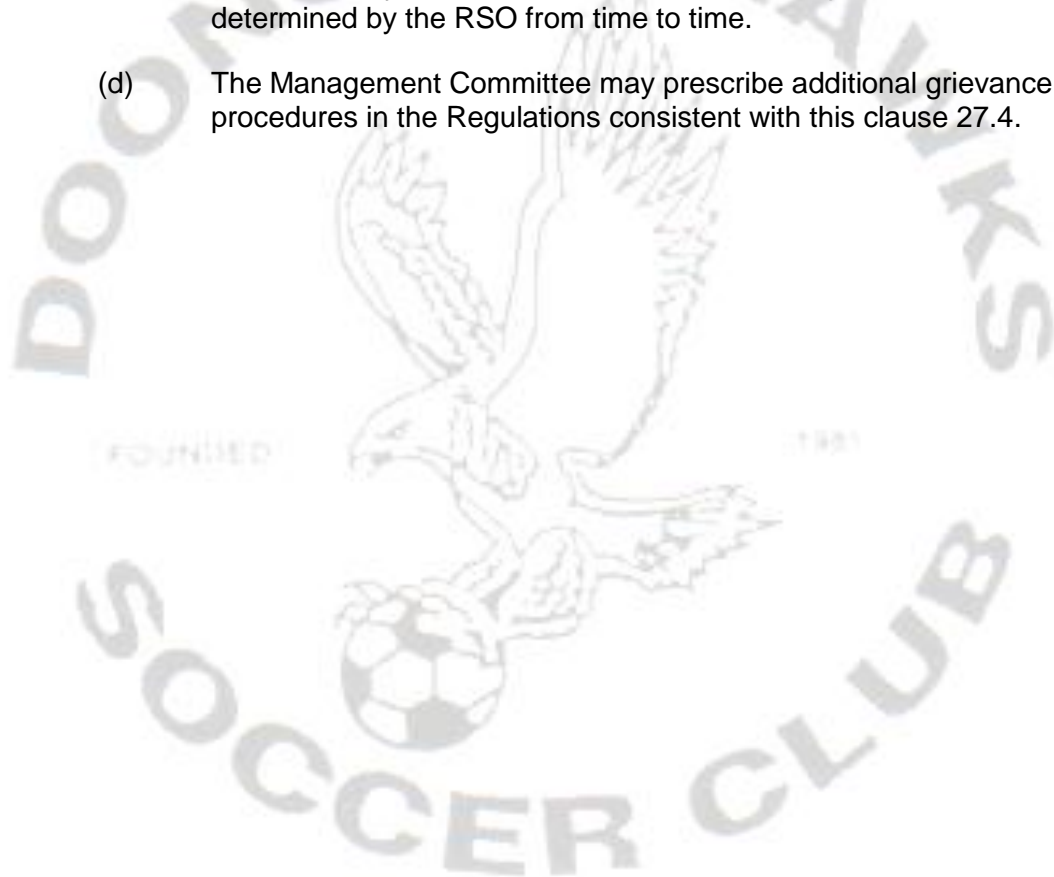 determined by the RSO from time to time.
(d) The Management Committee may prescribe additional grievance
procedures in the Regulations consistent with this clause 27.4.
FOUNDED
SOCCER CLUB